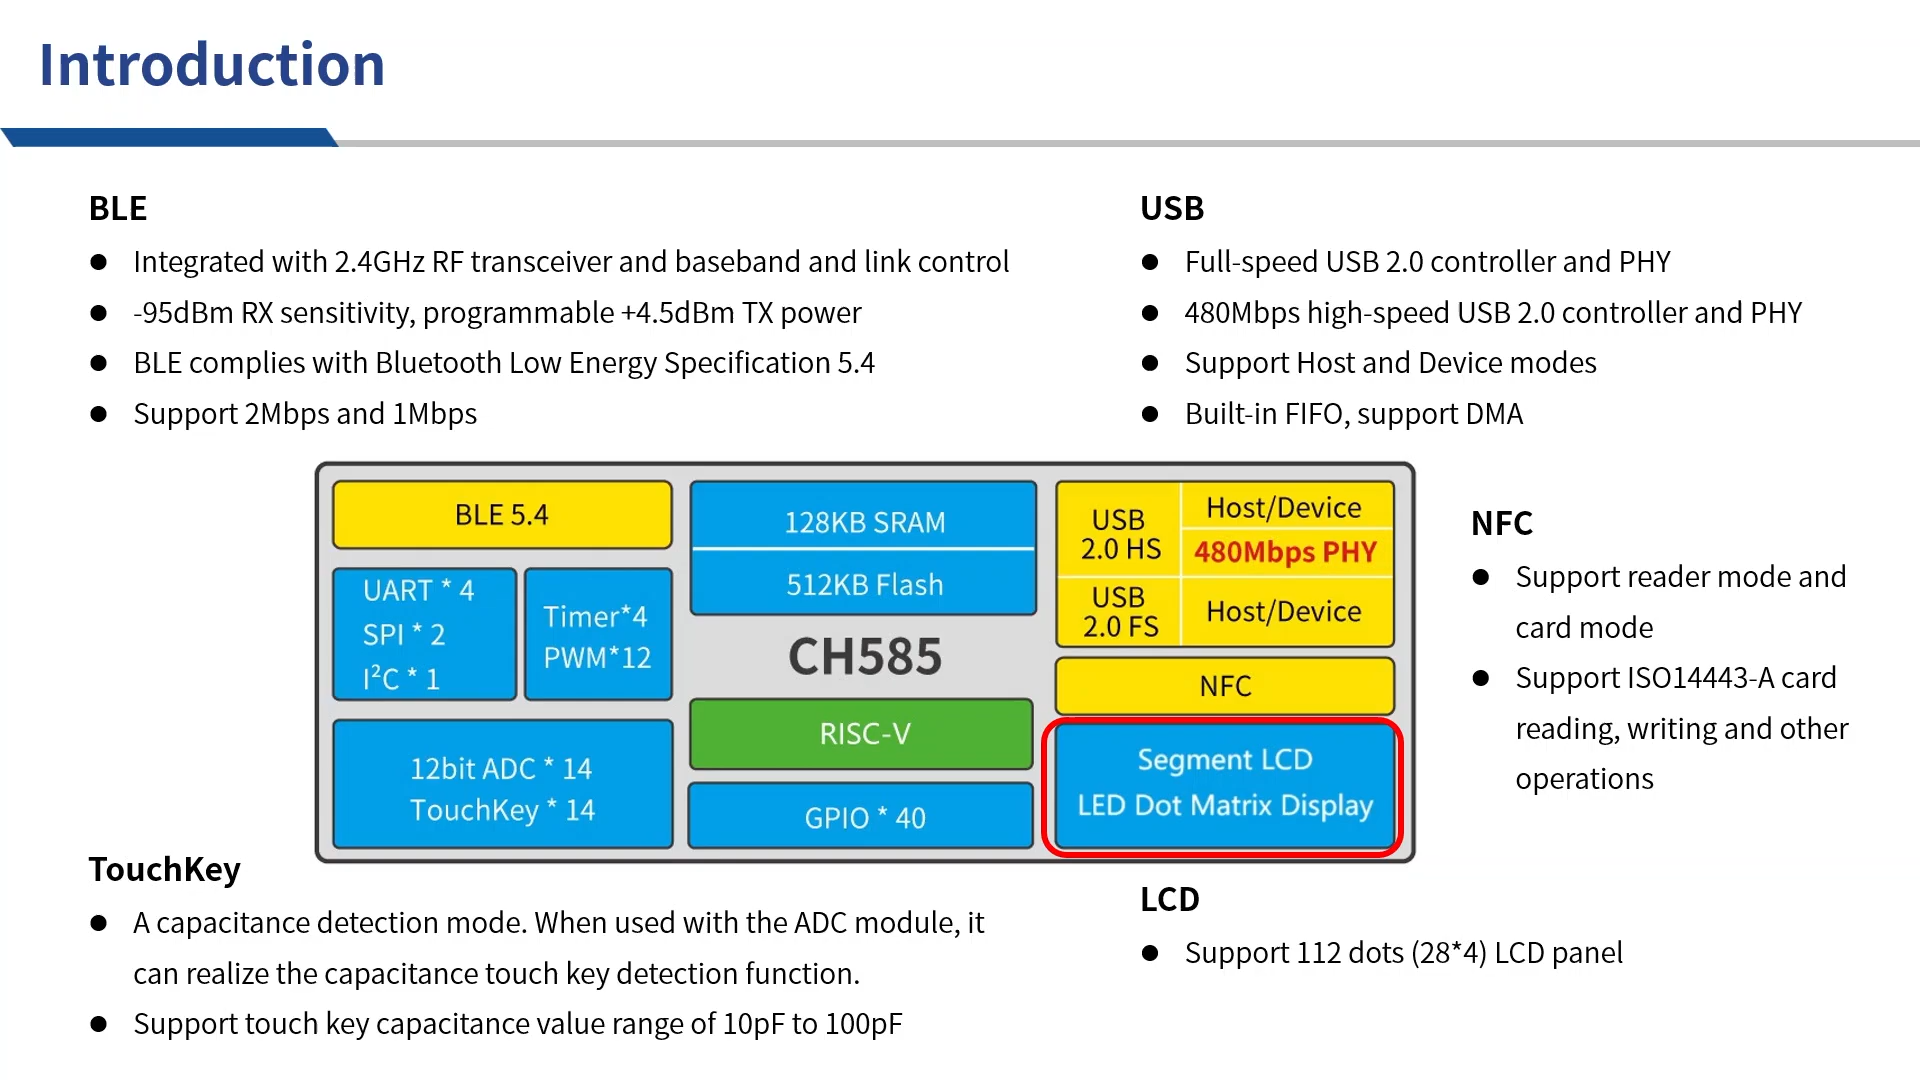 Introduction
BLE
● Integrated with 2.4GHz RF transceiver and baseband and link control
● -95dBm RX sensitivity, programmable +4.5dBm TX power
● BLE complies with Bluetooth Low Energy Specification 5.4
● Support 2Mbps and 1Mbps
USB
● Full-speed USB 2.0 controller and PHY
● 480Mbps high-speed USB 2.0 controller and PHY
● Support Host and Device modes
● Built-in FIFO, support DMA
BLE 5.4
UART * 4
SPI * 2
I²C * 1
Timer*4
PWM*12
12bit ADC * 14
TouchKey * 14
128KB SRAM
512KB Flash
CH585
RISC-V
GPIO * 40
USB
2.0 HS
Host/Device
480Mbps PHY
USB
2.0 FS
Host/Device
NFC
Segment LCD
LED Dot Matrix Display
NFC
● Support reader mode and
card mode
● Support ISO14443-A card
reading, writing and other
operations
TouchKey
● A capacitance detection mode. When used with the ADC module, it
can realize the capacitance touch key detection function.
● Support touch key capacitance value range of 10pF to 100pF
LCD
● Support 112 dots (28*4) LCD panel